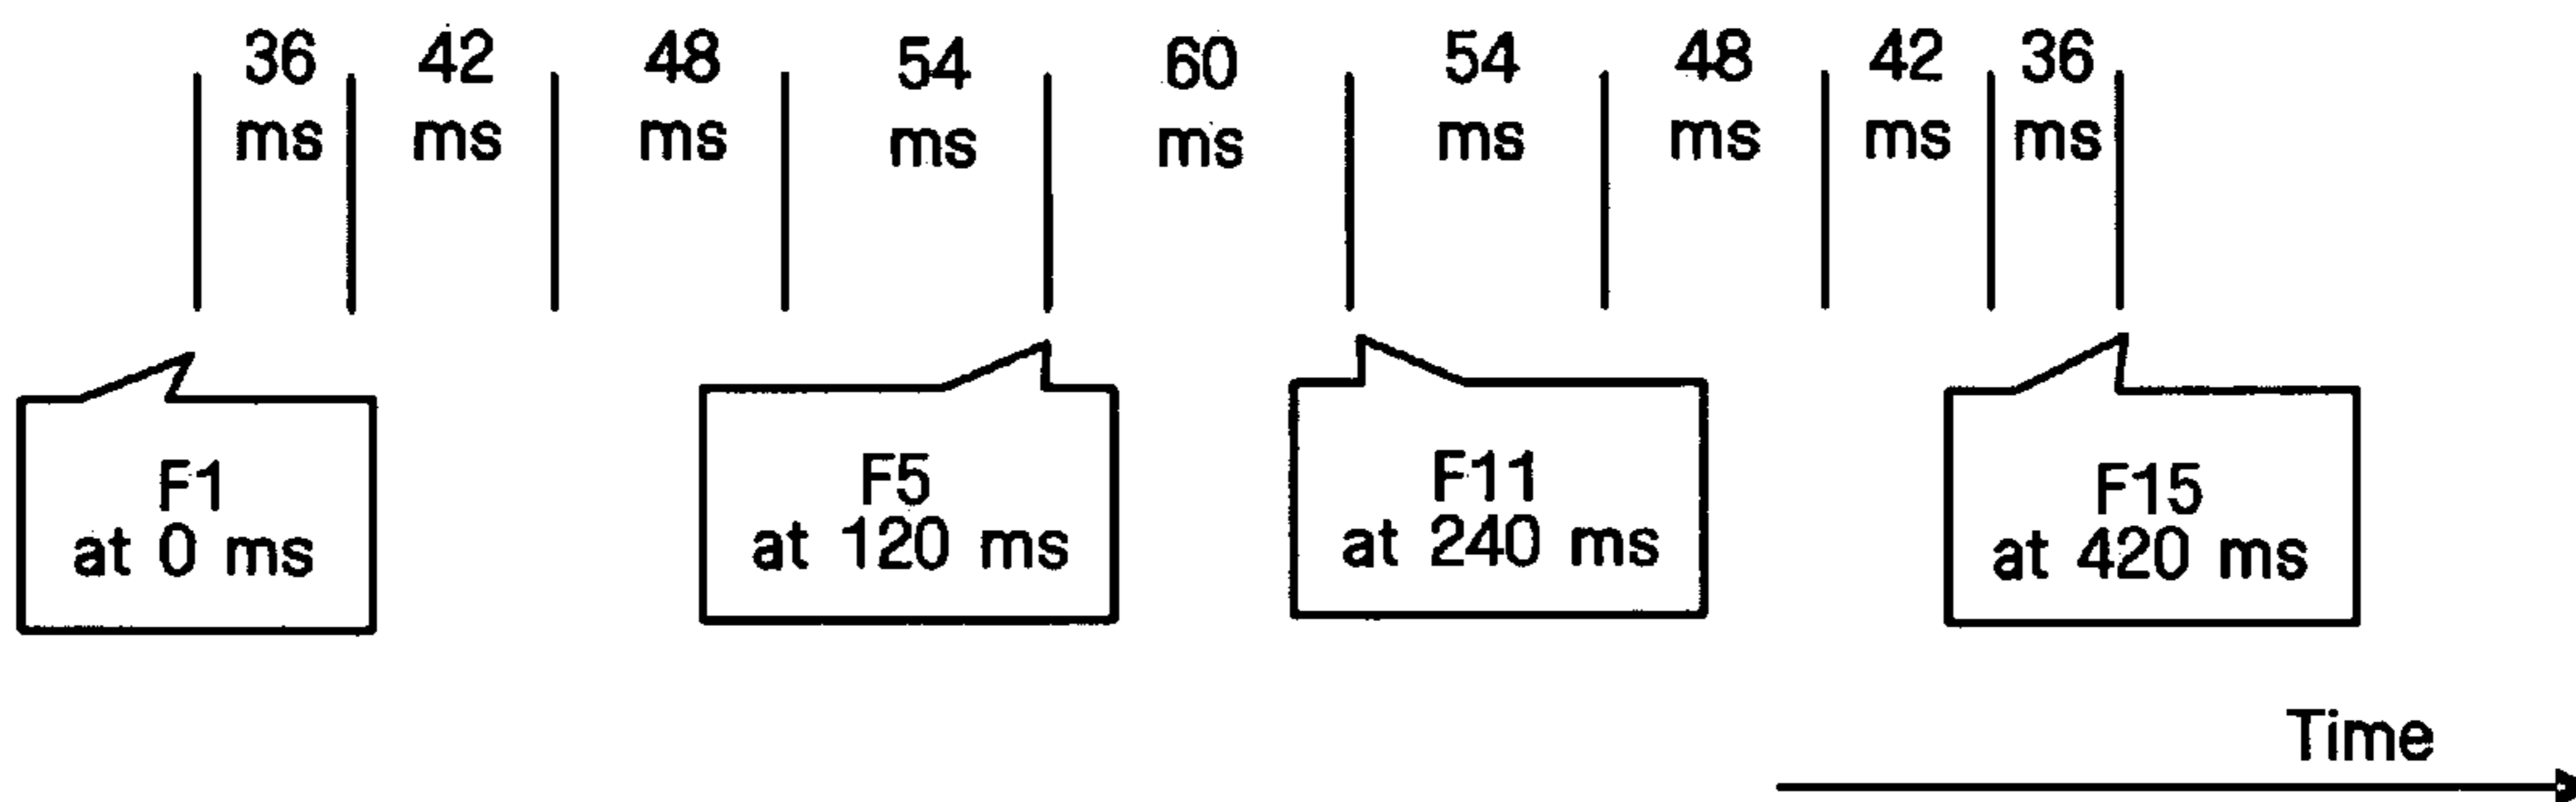 36 42 48 54 60 54 48 42 36
ms ms ms ms ms ms ms ms ms
F1
at 0 ms
F5
at 120 ms
F11
at 240 ms
F15
at 420 ms
Time